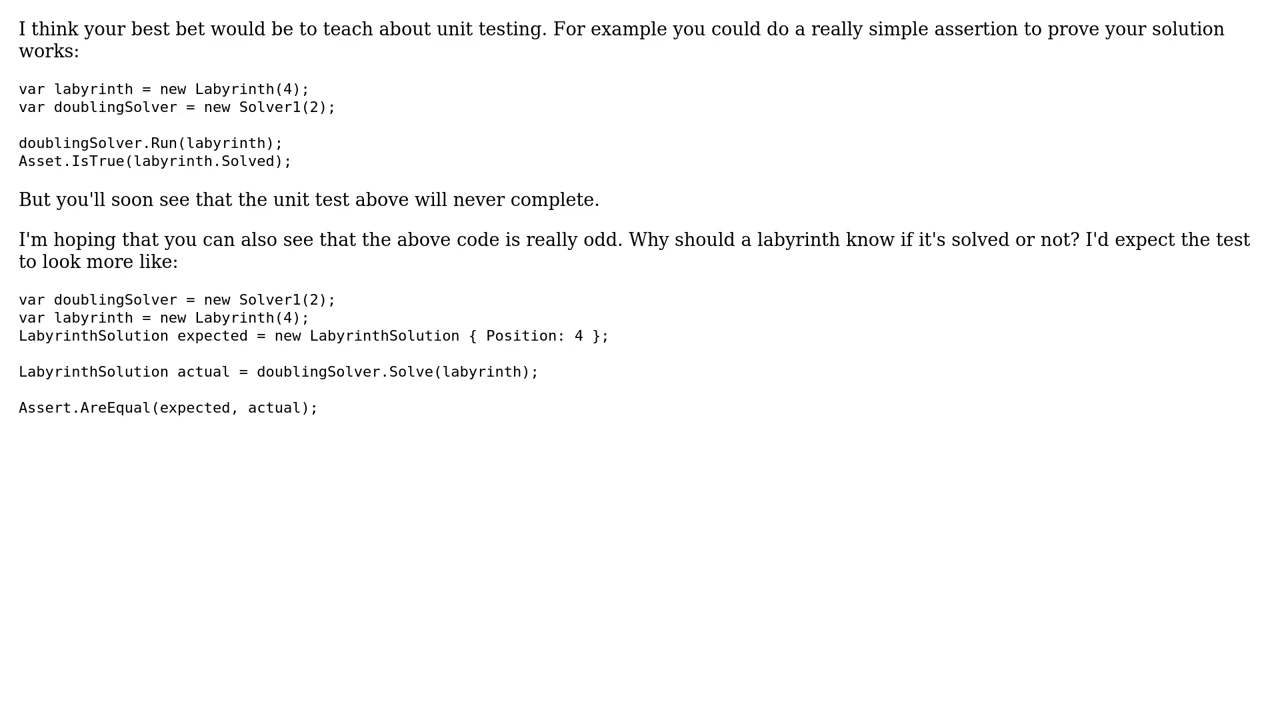 I think your best bet would be to teach about unit testing. For example you could do a really simple assertion to prove your solution
works:
var labyrinth = new Labyrinth(4);
var doublingSolver = new Solver1(2);
doublingSolver.Run(labyrinth);
Asset.IsTrue(labyrinth.Solved);
But you'll soon see that the unit test above will never complete.
I'm hoping that you can also see that the above code is really odd. Why should a labyrinth know if it's solved or not? I'd expect the test
to look more like:
var doublingSolver = new Solver1(2);
var labyrinth = new Labyrinth(4);
LabyrinthSolution expected = new LabyrinthSolution { Position: 4 };
LabyrinthSolution actual = doublingSolver.Solve(labyrinth);
Assert.AreEqual(expected, actual);